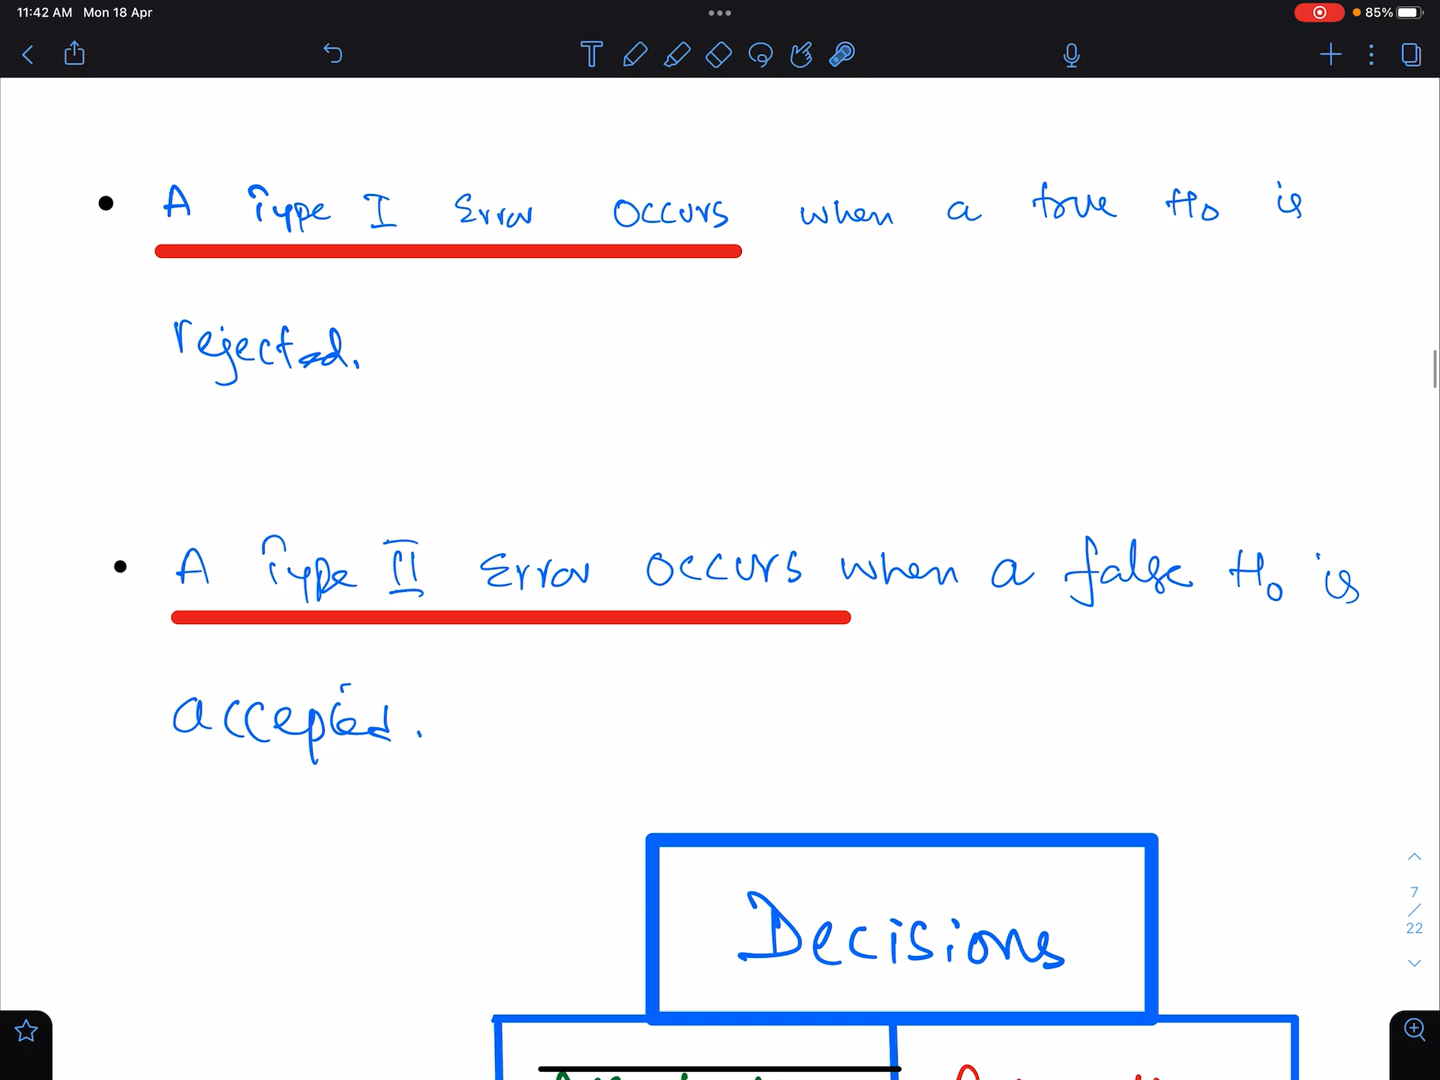 11:42 AM Mon 18 Apr
85%
• A Type I Error Occurs when a true H₀ is
rejected.
• A Type II Error Occurs when a false H₀ is
accepted.
Decisions
7
/
22